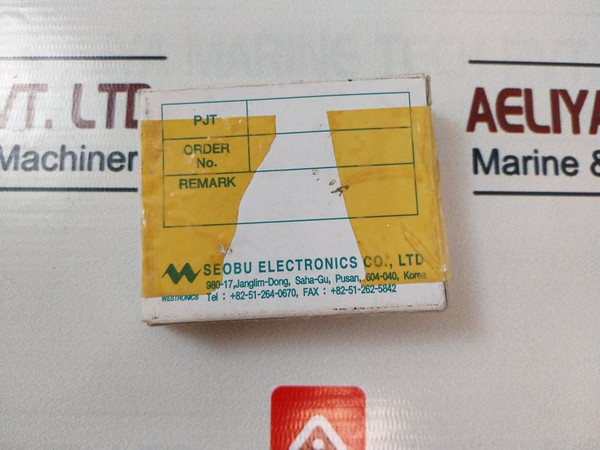 VT. LTD
Machiner
AELIYA
Marine &
PJT
ORDER
No.
REMARK
SEOBU ELECTRONICS CO., LTD
980-17,Janglim-Dong, Saha-Gu, Pusan, 604-040, Korea
WESTRONICS
Tel : +82-51-264-0670, FAX : +82-51-262-5842